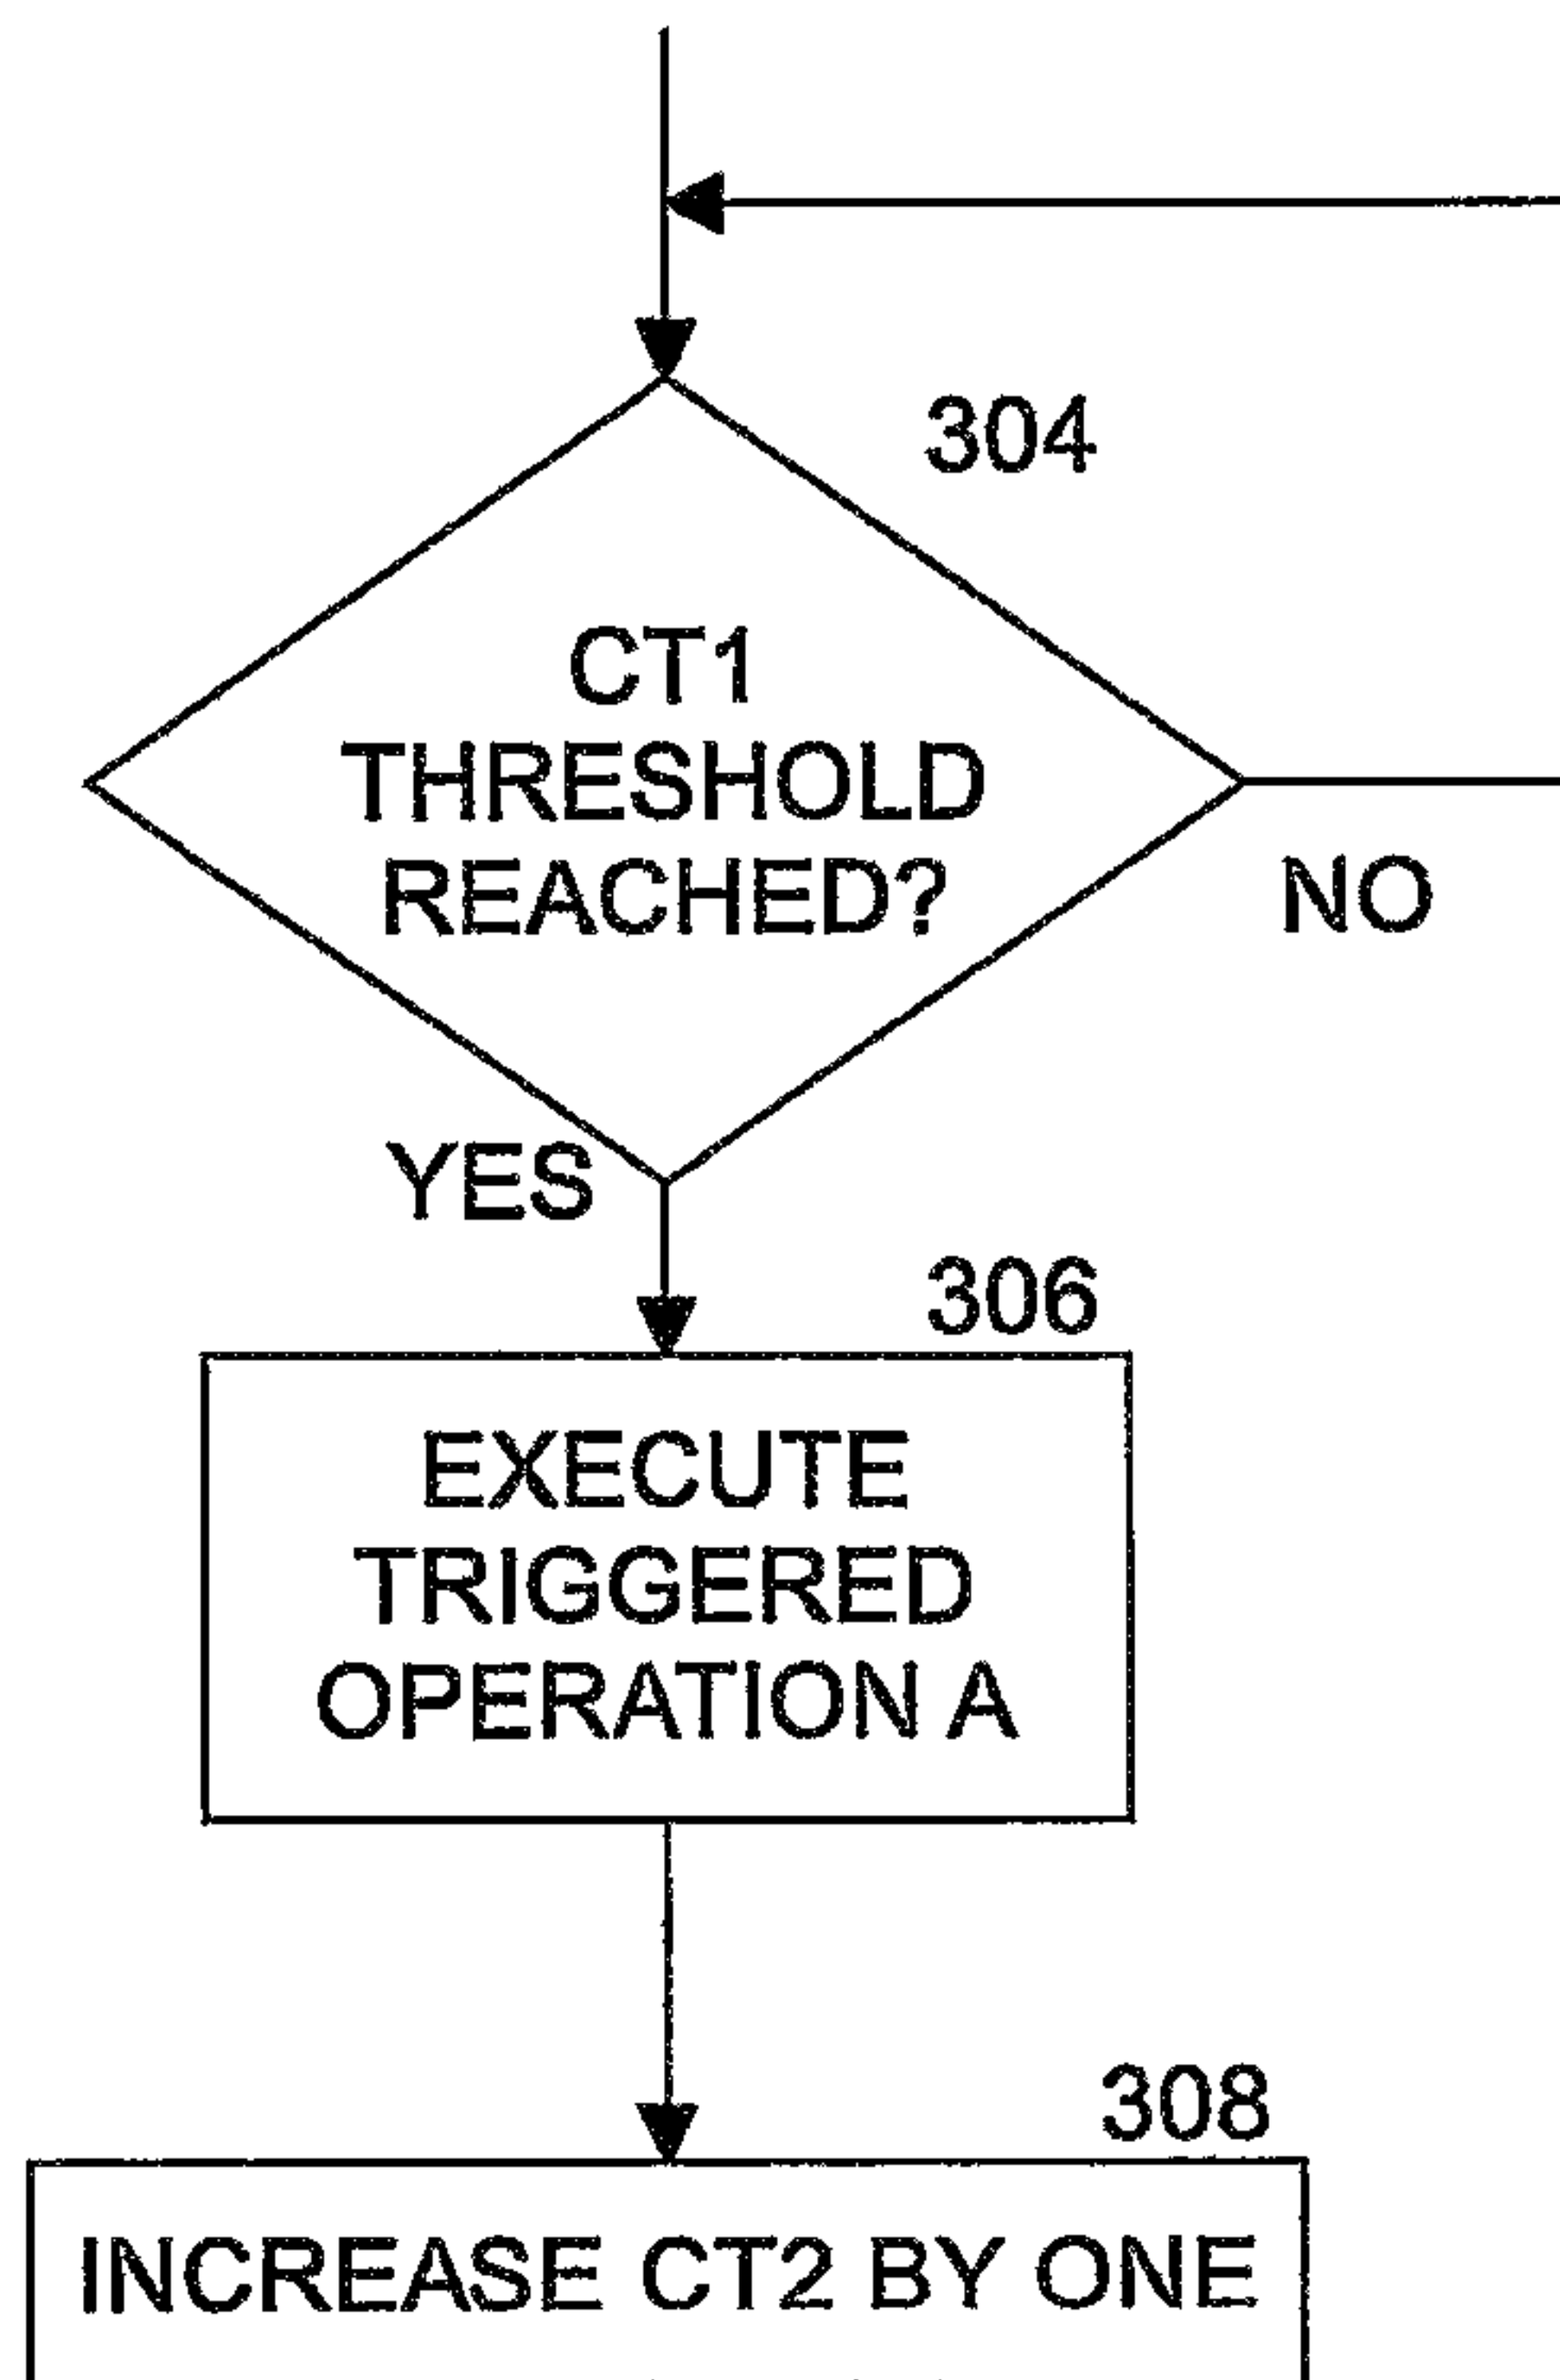 304
CT1
THRESHOLD
REACHED?
NO
YES
306
EXECUTE
TRIGGERED
OPERATION A
308
INCREASE CT2 BY ONE